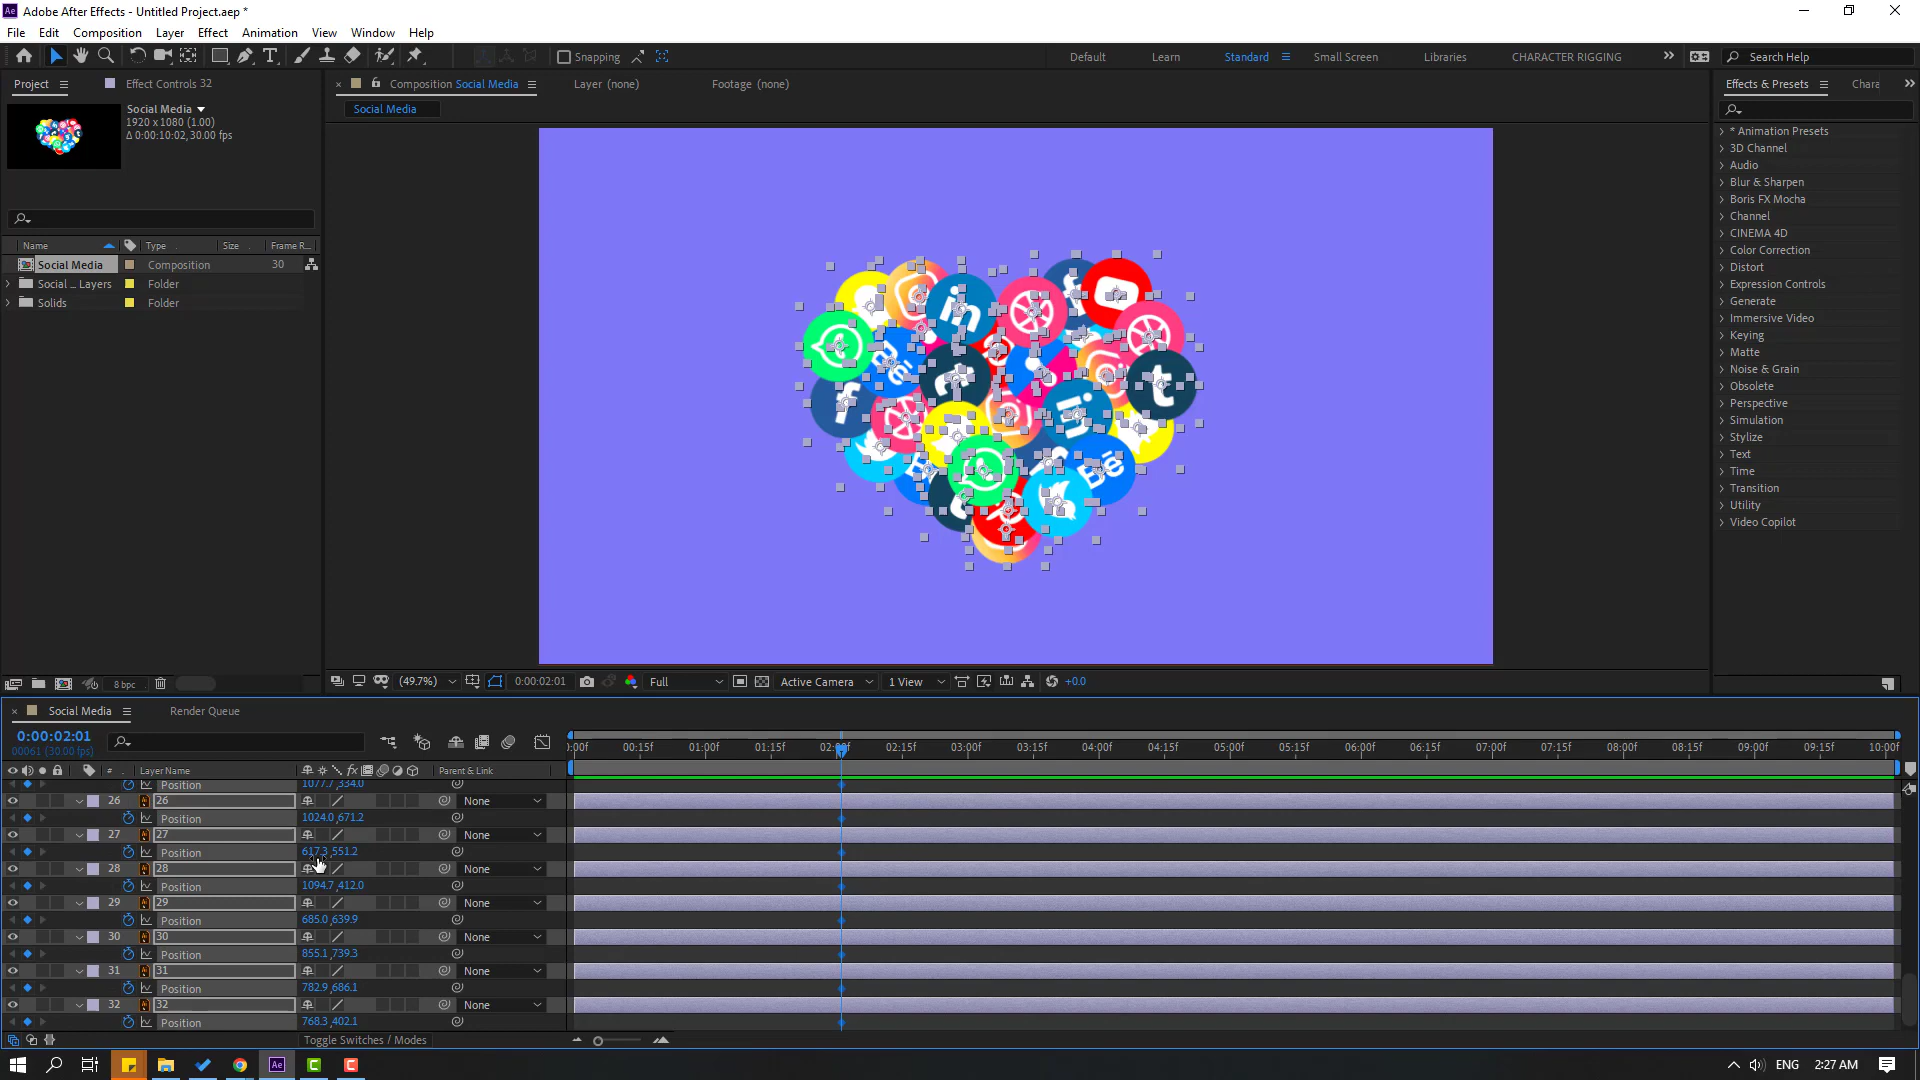 Adobe After Effects - Untitled Project.aep *
File Edit Composition Layer Effect Animation View Window Help
Snapping
Default Learn Standard Small Screen Libraries CHARACTER RIGGING Search Help
Project Effect Controls 32
Composition Social Media Layer (none) Footage (none)
Effects & Presets Chara
Social Media
1920 x 1080 (1.00)
Δ 0:00:10:02, 30.00 fps
Social Media
Name Type Size Frame R...
Social Media Composition 30
Social ... Layers Folder
Solids Folder
* Animation Presets
3D Channel
Audio
Blur & Sharpen
Boris FX Mocha
Channel
CINEMA 4D
Color Correction
Distort
Expression Controls
Generate
Immersive Video
Keying
Matte
Noise & Grain
Obsolete
Perspective
Simulation
Stylize
Text
Time
Transition
Utility
Video Copilot
8 bpc
(49.7%) 0:00:02:01 Full Active Camera 1 View +0.0
Social Media Render Queue
0:00:02:01
00061 (30.00 fps)
:00f 00:15f 01:00f 01:15f 02:00f 02:15f 03:00f 03:15f 04:00f 04:15f 05:00f 05:15f 06:00f 06:15f 07:00f 07:15f 08:00f 08:15f 09:00f 09:15f 10:00f
# Layer Name Parent & Link
Position 1077.7,334.0
26 26 None
Position 1024.0,671.2
27 27 None
Position 617.3,551.2
28 28 None
Position 1094.7,412.0
29 29 None
Position 685.0,639.9
30 30 None
Position 855.1,739.3
31 31 None
Position 782.9,686.1
32 32 None
Position 768.3,402.1
Toggle Switches / Modes
ENG 2:27 AM